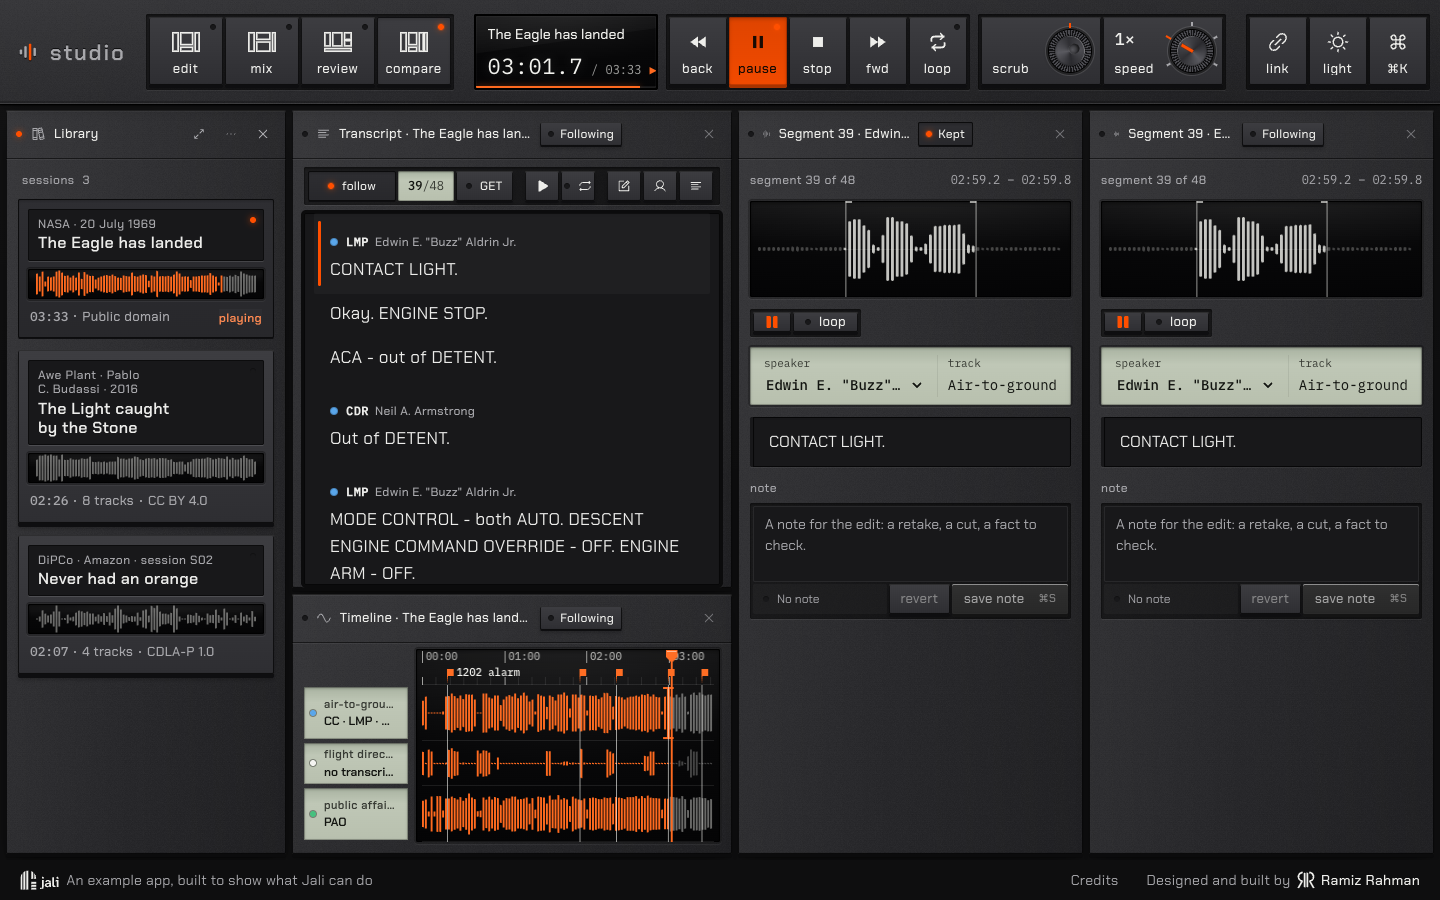 studio
edit
mix
review
compare
The Eagle has landed
03:01.7 / 03:33
back
pause
stop
fwd
loop
scrub
1×
speed
link
light
⌘K
Library
sessions 3
NASA · 20 July 1969
The Eagle has landed
03:33 · Public domain
playing
Awe Plant · Pablo
C. Budassi · 2016
The Light caught
by the Stone
02:26 · 8 tracks · CC BY 4.0
DiPCo · Amazon · session S02
Never had an orange
02:07 · 4 tracks · CDLA-P 1.0
Transcript · The Eagle has lan...
Following
follow
39/48
GET
LMP Edwin E. "Buzz" Aldrin Jr.
CONTACT LIGHT.
Okay. ENGINE STOP.
ACA - out of DETENT.
CDR Neil A. Armstrong
Out of DETENT.
LMP Edwin E. "Buzz" Aldrin Jr.
MODE CONTROL - both AUTO. DESCENT
ENGINE COMMAND OVERRIDE - OFF. ENGINE
ARM - OFF.
Timeline · The Eagle has land...
Following
00:00
01:00
02:00
03:00
1202 alarm
air-to-grou...
CC · LMP · ...
flight direc...
no transcri...
public affai...
PAO
Segment 39 · Edwin...
Kept
segment 39 of 48
02:59.2 – 02:59.8
loop
speaker
track
Edwin E. "Buzz"...
Air-to-ground
CONTACT LIGHT.
note
A note for the edit: a retake, a cut, a fact to
check.
No note
revert
save note ⌘S
Segment 39 · E...
Following
segment 39 of 48
02:59.2 – 02:59.8
loop
speaker
track
Edwin E. "Buzz"...
Air-to-ground
CONTACT LIGHT.
note
A note for the edit: a retake, a cut, a fact to
check.
No note
revert
save note ⌘S
jali An example app, built to show what Jali can do
Credits
Designed and built by Ramiz Rahman